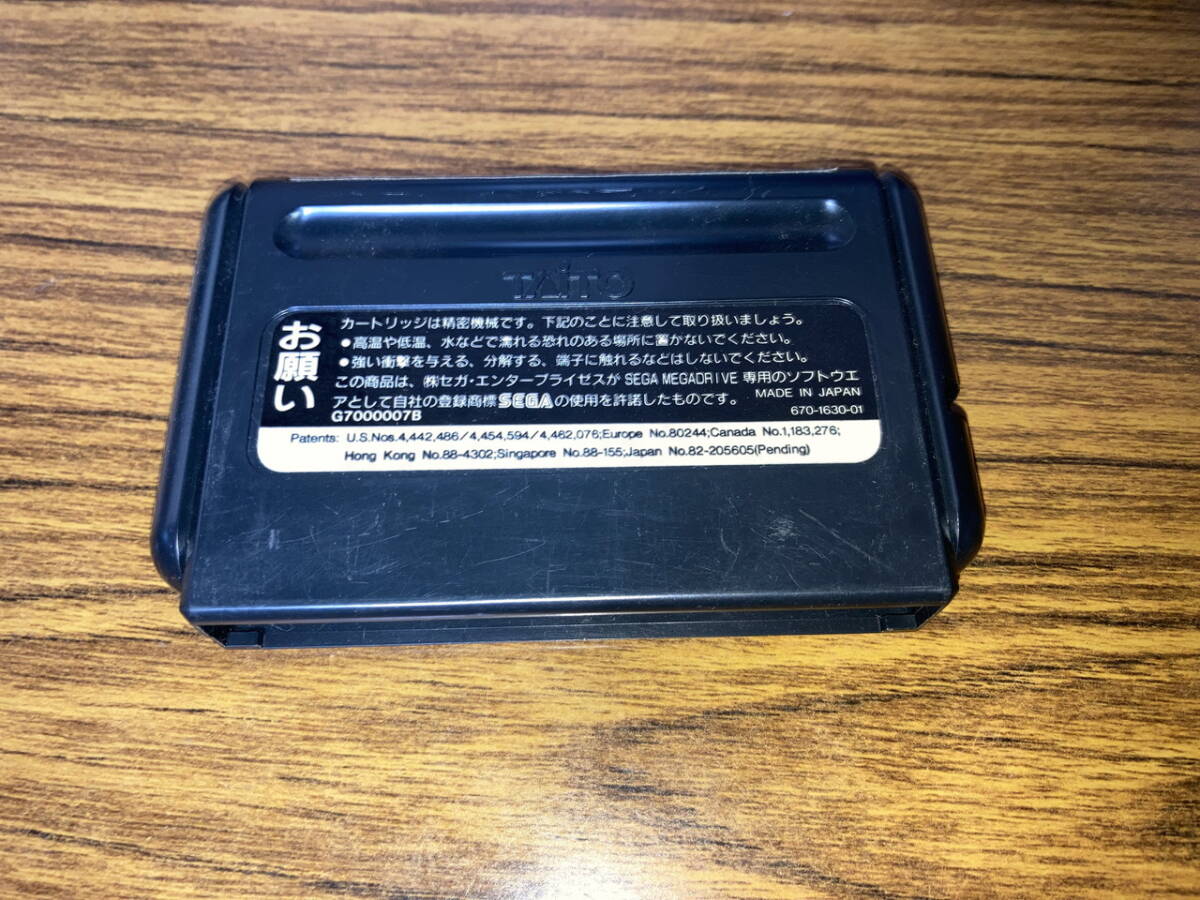 TAITO
お願い
カートリッジは精密機械です。下記のことに注意して取り扱いましょう。
●高温や低温、水などで濡れる恐れのある場所に置かないでください。
●強い衝撃を与える、分解する、端子に触れるなどはしないでください。
この商品は、㈱セガ・エンタープライゼスが SEGA MEGADRIVE 専用のソフトウエ
アとして自社の登録商標SEGAの使用を許諾したものです。 MADE IN JAPAN
G7000007B 670-1630-01
Patents: U.S.Nos.4,442,486/4,454,594/4,462,076;Europe No.80244;Canada No.1,183,276;
Hong Kong No.88-4302;Singapore No.88-155;Japan No.82-205605(Pending)